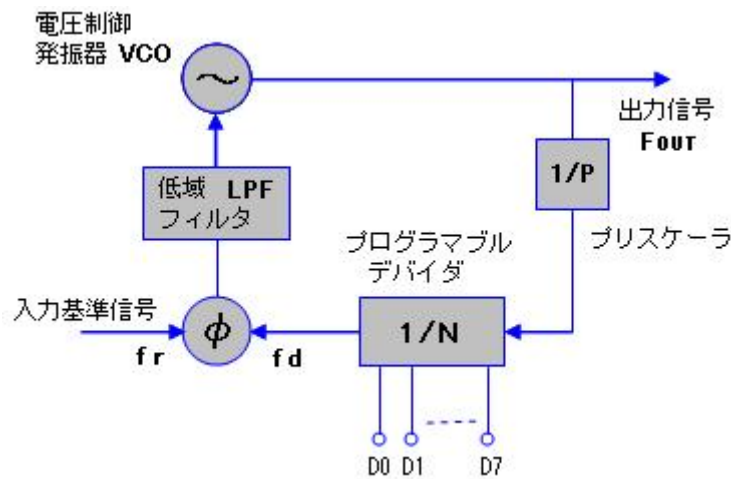 電圧制御
発振器 VCO
出力信号
Fout
1/P
低域 LPF
フィルタ
プリスケーラ
プログラマブル
デバイダ
入力基準信号
fr
φ
fd
1/N
D0 D1 D7